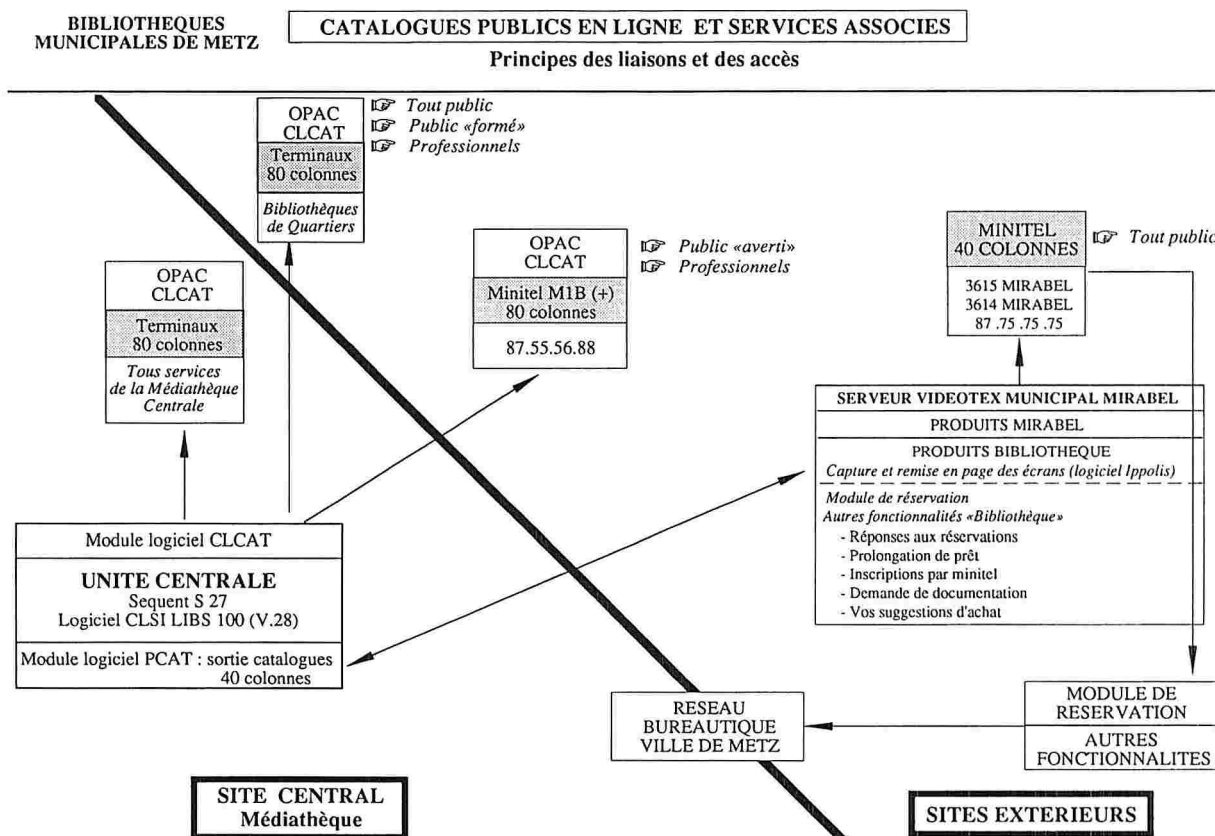 BIBLIOTHEQUES
MUNICIPALES DE METZ
CATALOGUES PUBLICS EN LIGNE ET SERVICES ASSOCIES
Principes des liaisons et des accès
OPAC
CLCAT
Terminaux
80 colonnes
Bibliothèques
de Quartiers
☞ Tout public
☞ Public «formé»
☞ Professionnels
OPAC
CLCAT
Terminaux
80 colonnes
Tous services
de la Médiathèque
Centrale
OPAC
CLCAT
Minitel M1B (+)
80 colonnes
87.55.56.88
☞ Public «averti»
☞ Professionnels
MINITEL
40 COLONNES
3615 MIRABEL
3614 MIRABEL
87 .75 .75 .75
☞ Tout public
SERVEUR VIDEOTEX MUNICIPAL MIRABEL
PRODUITS MIRABEL
PRODUITS BIBLIOTHEQUE
Capture et remise en page des écrans (logiciel Ippolis)
Module de réservation
Autres fonctionnalités «Bibliothèque»
- Réponses aux réservations
- Prolongation de prêt
- Inscriptions par minitel
- Demande de documentation
- Vos suggestions d'achat
Module logiciel CLCAT
UNITE CENTRALE
Sequent S 27
Logiciel CLSI LIBS 100 (V.28)
Module logiciel PCAT : sortie catalogues
40 colonnes
RESEAU
BUREAUTIQUE
VILLE DE METZ
MODULE DE
RESERVATION
AUTRES
FONCTIONNALITES
SITE CENTRAL
Médiathèque
SITES EXTERIEURS